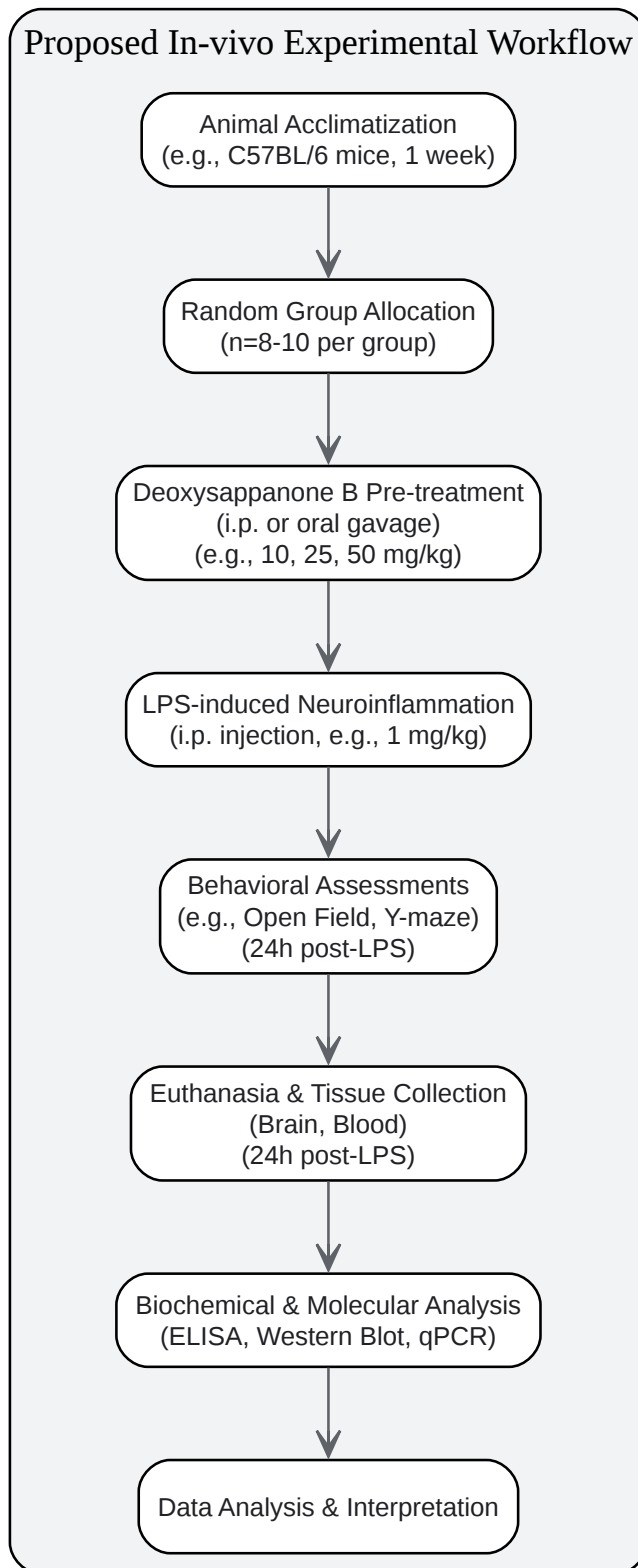 Proposed In-vivo Experimental Workflow
Animal Acclimatization
(e.g., C57BL/6 mice, 1 week)
Random Group Allocation
(n=8-10 per group)
Deoxysappanone B Pre-treatment
(i.p. or oral gavage)
(e.g., 10, 25, 50 mg/kg)
LPS-induced Neuroinflammation
(i.p. injection, e.g., 1 mg/kg)
Behavioral Assessments
(e.g., Open Field, Y-maze)
(24h post-LPS)
Euthanasia & Tissue Collection
(Brain, Blood)
(24h post-LPS)
Biochemical & Molecular Analysis
(ELISA, Western Blot, qPCR)
Data Analysis & Interpretation